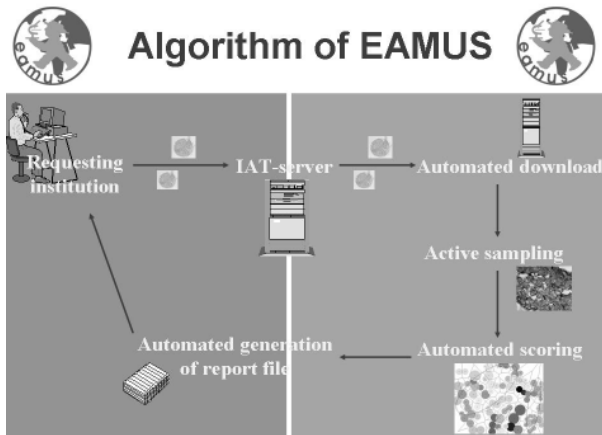 Algorithm of EAMUS
eamus
eamus
Requesting
institution
IAT-server
Automated download
Active sampling
Automated scoring
Automated generation
of report file